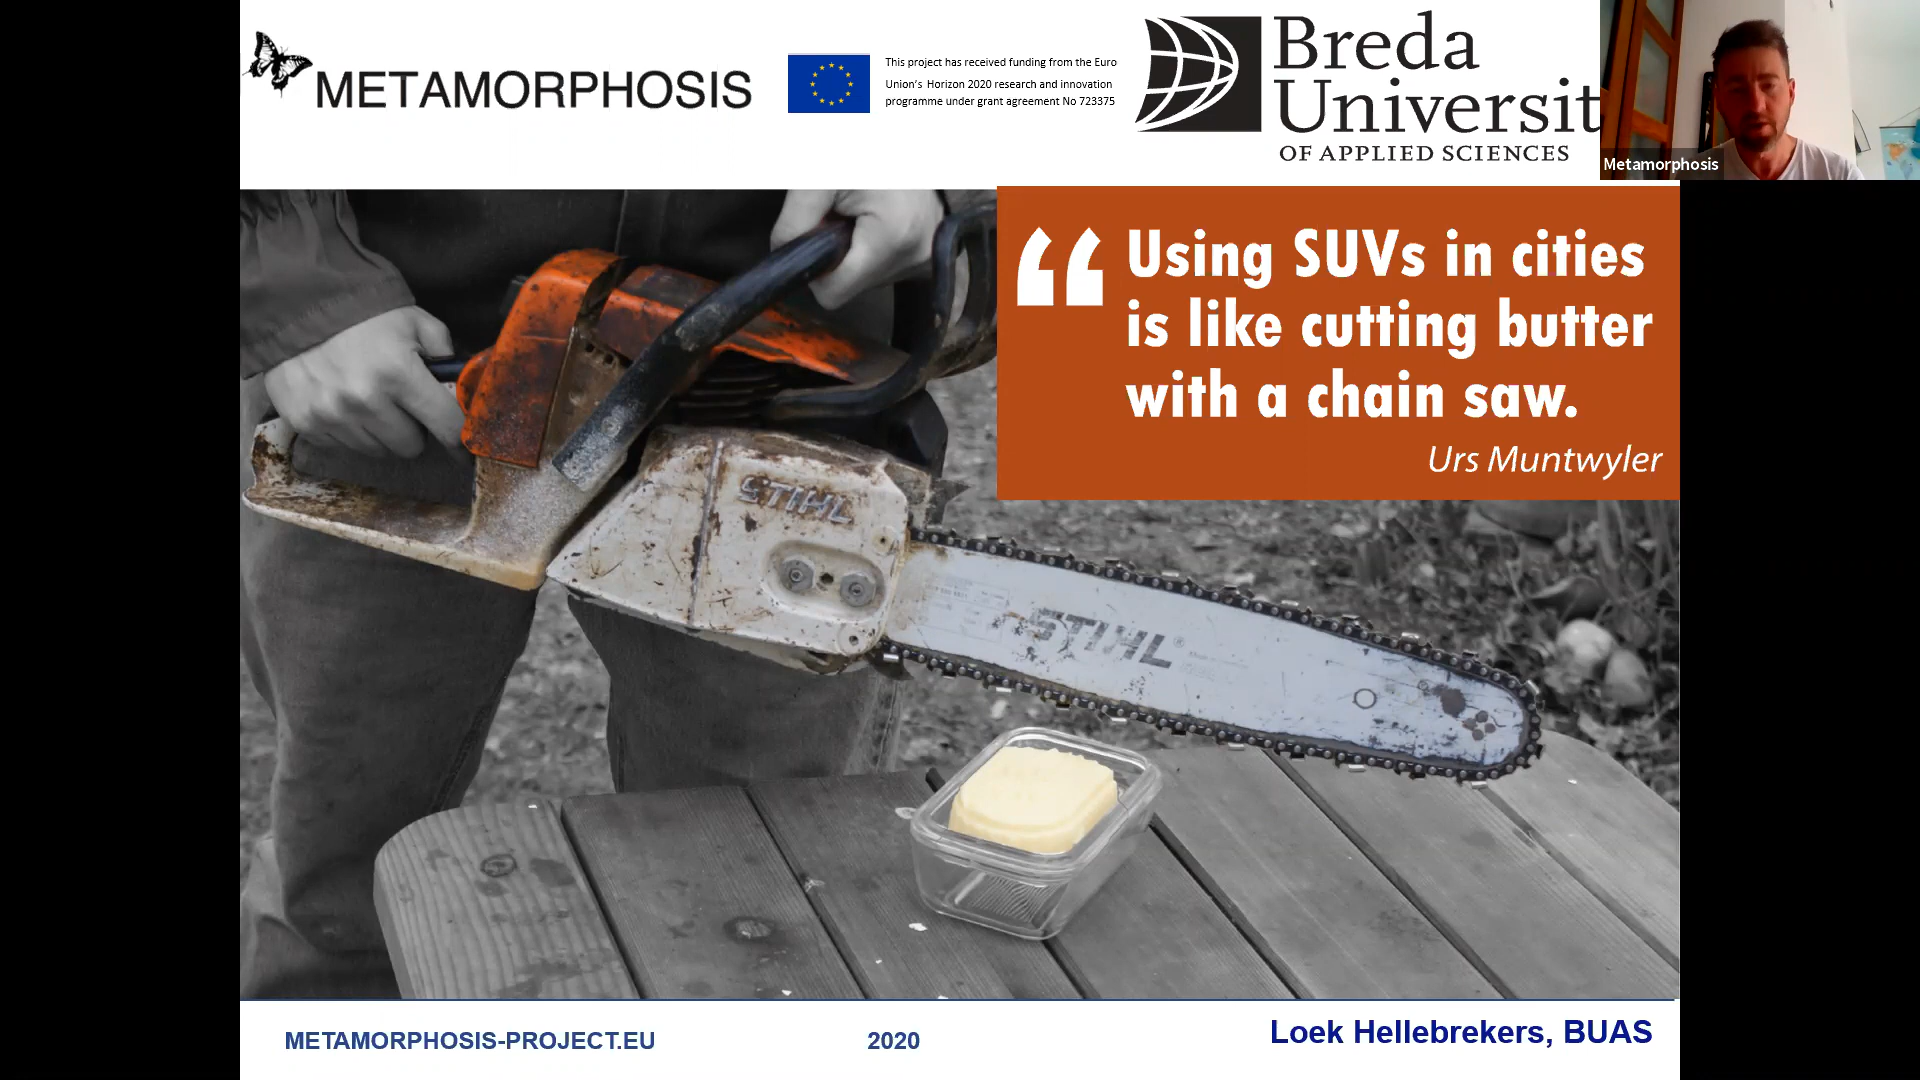 METAMORPHOSIS
This project has received funding from the Euro
Union's Horizon 2020 research and innovation
programme under grant agreement No 723375
Breda
Universit
OF APPLIED SCIENCES
Metamorphosis
“ Using SUVs in cities
is like cutting butter
with a chain saw.
Urs Muntwyler
STIHL
STIHL®
METAMORPHOSIS-PROJECT.EU
2020
Loek Hellebrekers, BUAS